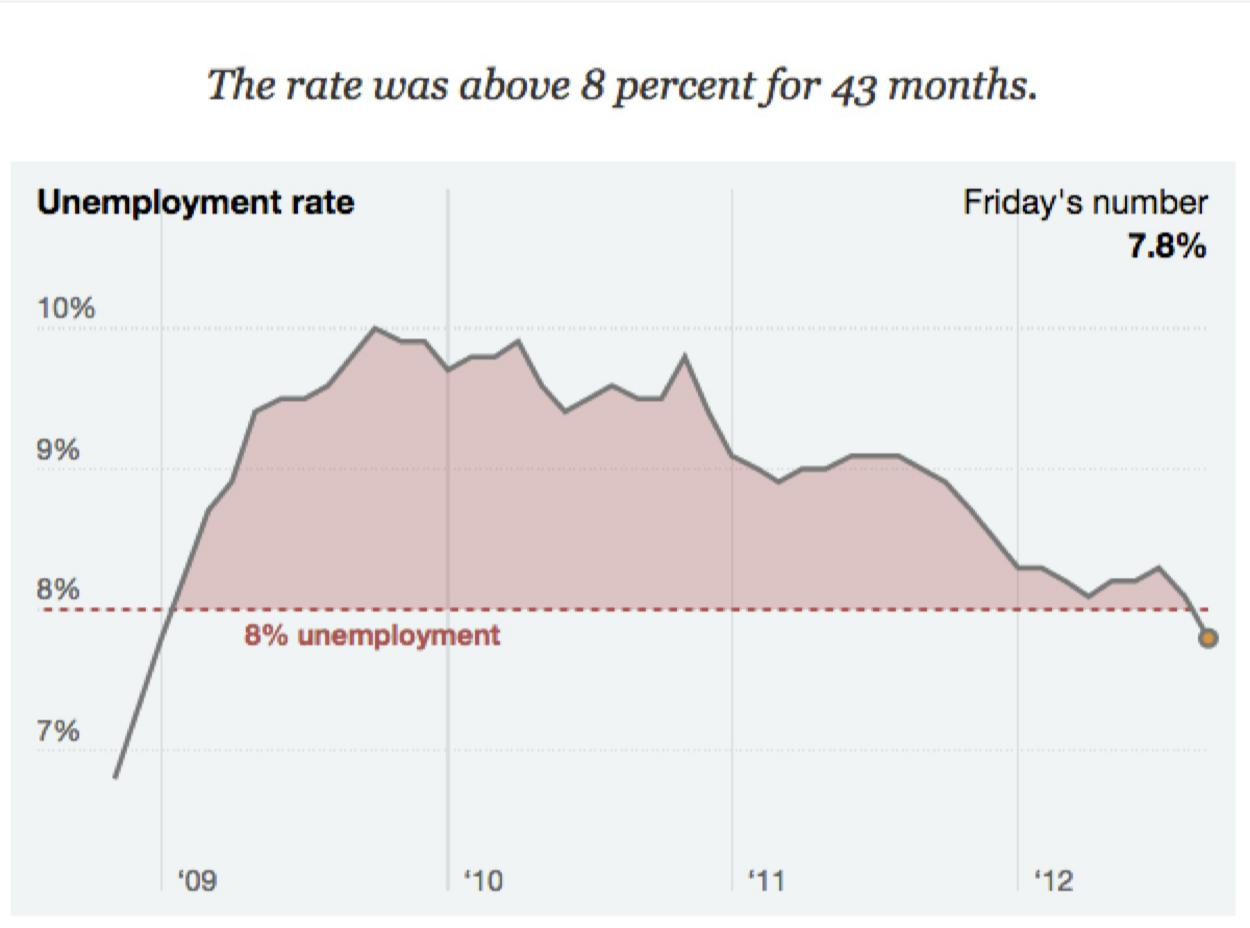 The rate was above 8 percent for 43 months.
Unemployment rate
Friday's number
7.8%
10%
9%
8%
8% unemployment
7%
‘09
‘10
‘11
‘12